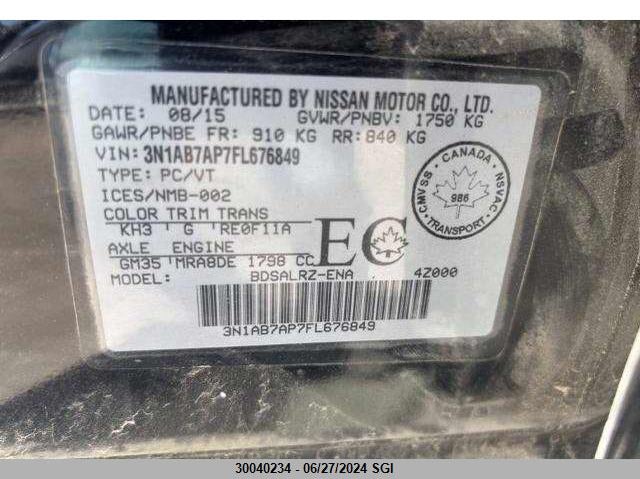 MANUFACTURED BY NISSAN MOTOR CO., LTD.
DATE: 08/15 GVWR/PNBV: 1750 KG
GAWR/PNBE FR: 910 KG RR: 840 KG
VIN: 3N1AB7AP7FL676849
TYPE: PC/VT
ICES/NMB-002
COLOR TRIM TRANS
KH3 ' G ' RE0F11A
AXLE ENGINE
GM35 ' MRA8DE 1798 CC
MODEL: BDSALRZ-ENA 4Z000
EC
CANADA
CMVSS NSVAC
986
TRANSPORT
3N1AB7AP7FL676849
30040234 - 06/27/2024 SGI